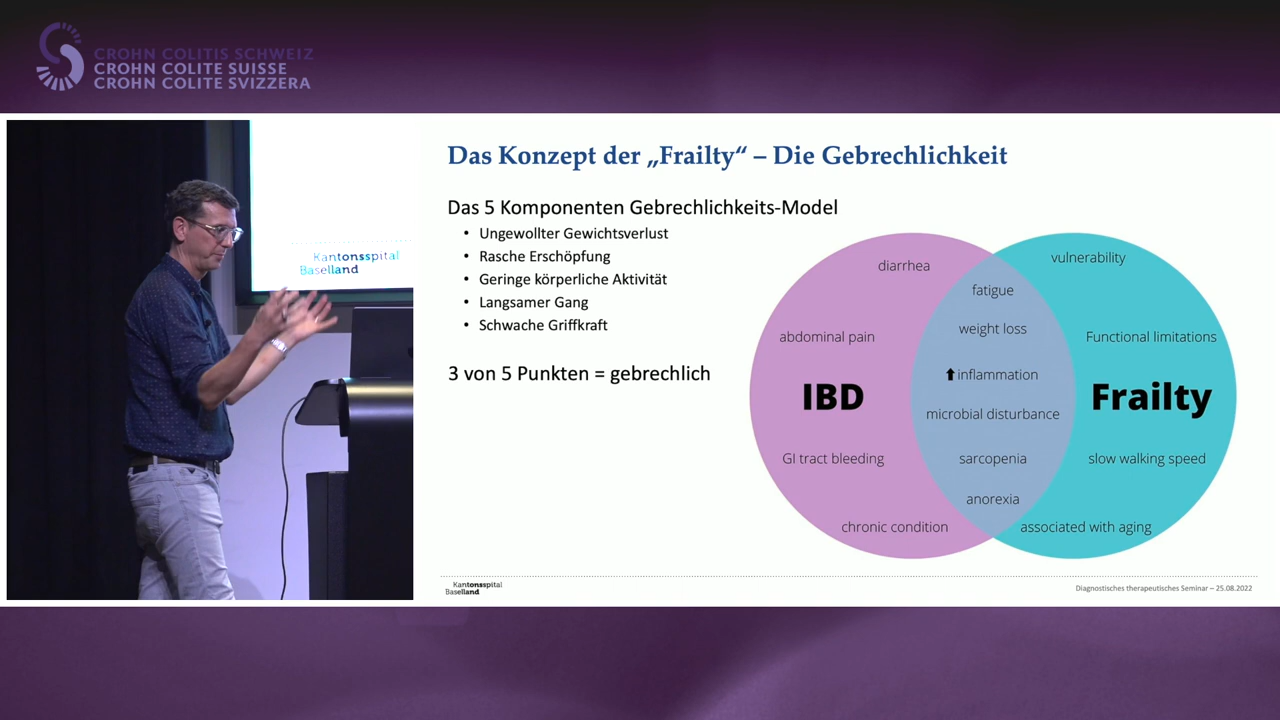 CROHN COLITIS SCHWEIZ
CROHN COLITE SUISSE
CROHN COLITE SVIZZERA
Kantonsspital
Baselland
Das Konzept der „Frailty“ – Die Gebrechlichkeit
Das 5 Komponenten Gebrechlichkeits-Model
• Ungewollter Gewichtsverlust
• Rasche Erschöpfung
• Geringe körperliche Aktivität
• Langsamer Gang
• Schwache Griffkraft
3 von 5 Punkten = gebrechlich
diarrhea
abdominal pain
IBD
GI tract bleeding
chronic condition
fatigue
weight loss
⬆inflammation
microbial disturbance
sarcopenia
anorexia
vulnerability
Functional limitations
Frailty
slow walking speed
associated with aging
Kantonsspital
Baselland
Diagnostisches therapeutisches Seminar – 25.08.2022